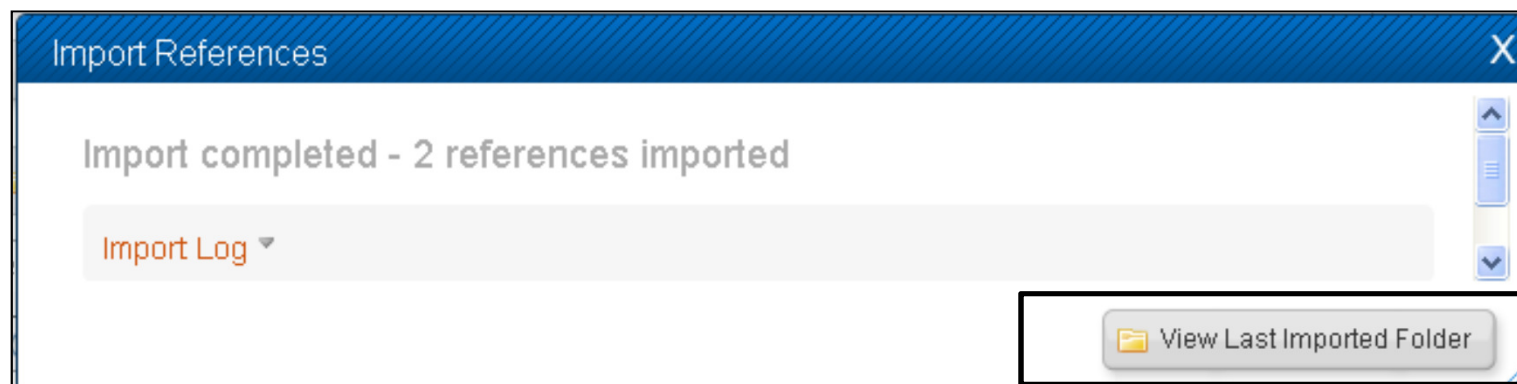 Import References X
Import completed - 2 references imported
Import Log
View Last Imported Folder